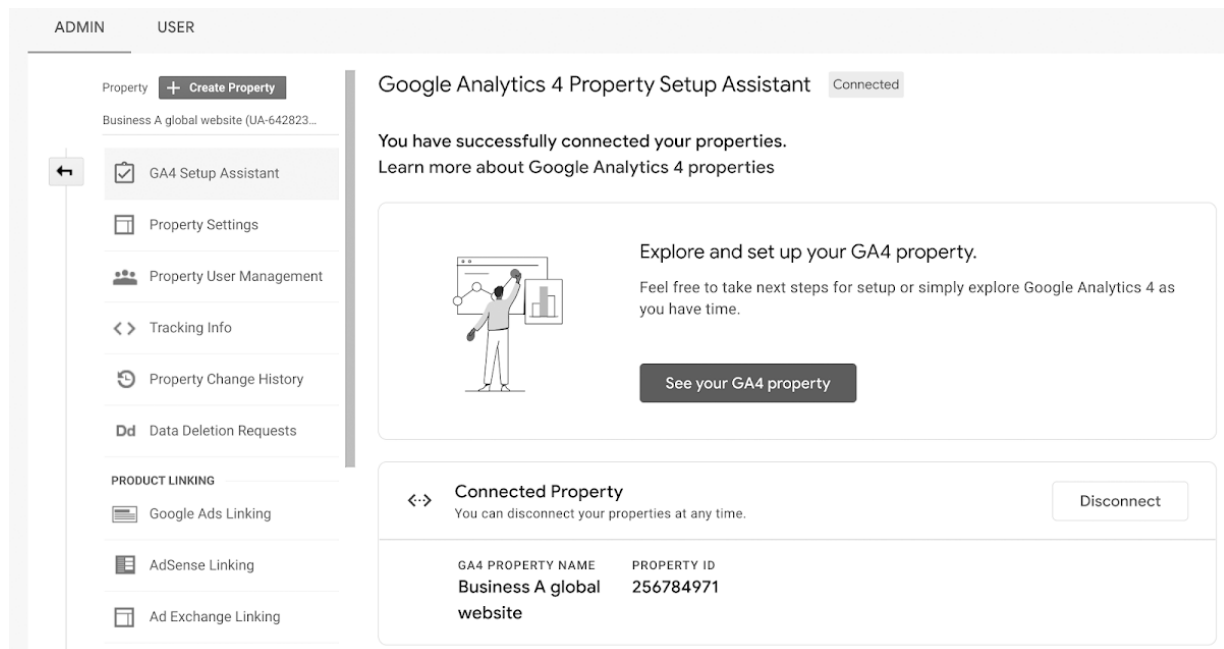 ADMIN
USER
Property
Create Property
Business A global website (UA-642823...
GA4 Setup Assistant
Property Settings
Property User Management
Tracking Info
Property Change History
Dd Data Deletion Requests
PRODUCT LINKING
Google Ads Linking
AdSense Linking
Ad Exchange Linking
Google Analytics 4 Property Setup Assistant
Connected
You have successfully connected your properties.
Learn more about Google Analytics 4 properties
Explore and set up your GA4 property.
Feel free to take next steps for setup or simply explore Google Analytics 4 as
you have time.
See your GA4 property
Connected Property
You can disconnect your properties at any time.
Disconnect
GA4 PROPERTY NAME
Business A global
website
PROPERTY ID
256784971